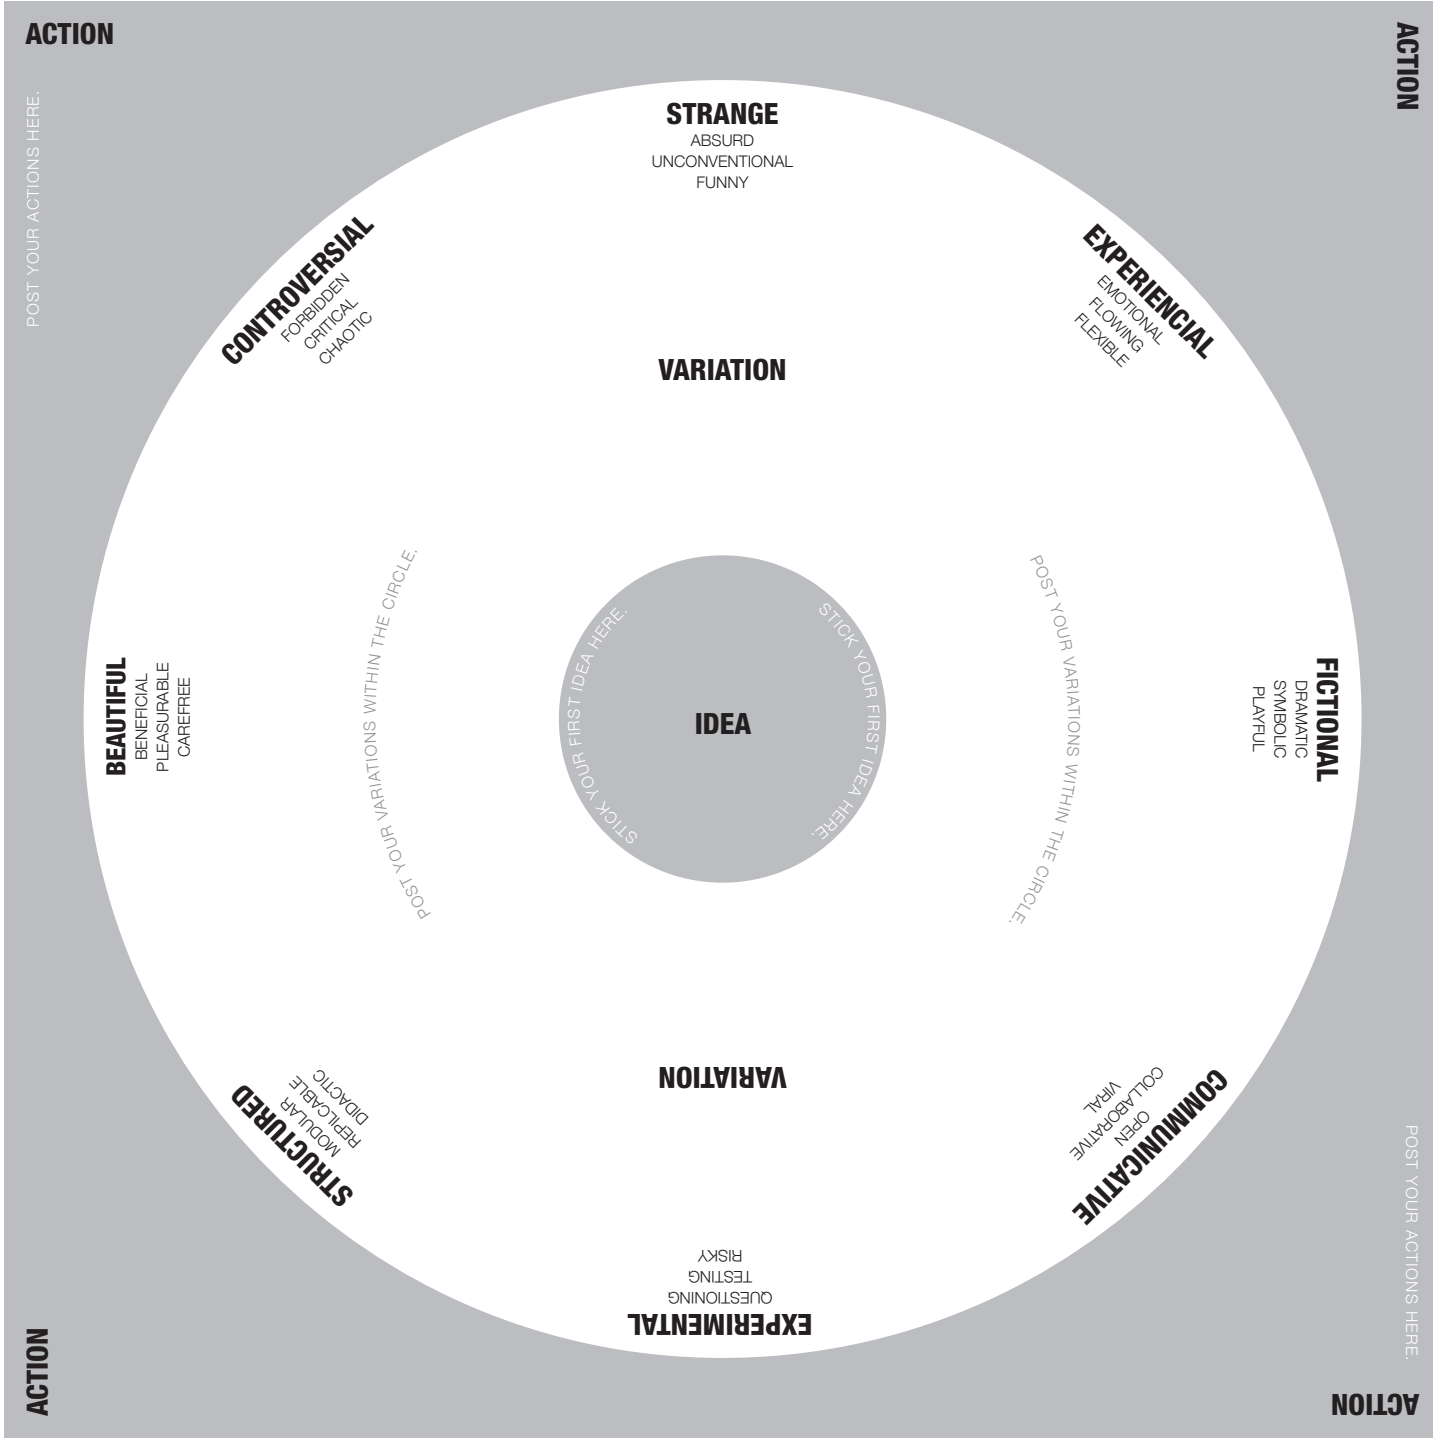 ACTION
ACTION
POST YOUR ACTIONS HERE.
STRANGE
ABSURD
UNCONVENTIONAL
FUNNY
CONTROVERSIAL
FORBIDDEN
CRITICAL
CHAOTIC
EXPERIENCIAL
EMOTIONAL
FLOWING
FLEXIBLE
VARIATION
POST YOUR VARIATIONS WITHIN THE CIRCLE.
POST YOUR VARIATIONS WITHIN THE CIRCLE.
STICK YOUR FIRST IDEA HERE.
STICK YOUR FIRST IDEA HERE.
IDEA
BEAUTIFUL
BENEFICIAL
PLEASURABLE
CAREFREE
FICTIONAL
DRAMATIC
SYMBOLIC
PLAYFUL
VARIATION
STRUCTURED
MODULAR
REPILCABLE
DIDACTIC
COMMUNICATIVE
OPEN
COLLABORATIVE
VIRAL
EXPERIMENTAL
QUESTIONING
TESTING
RISKY
POST YOUR ACTIONS HERE.
ACTION
ACTION